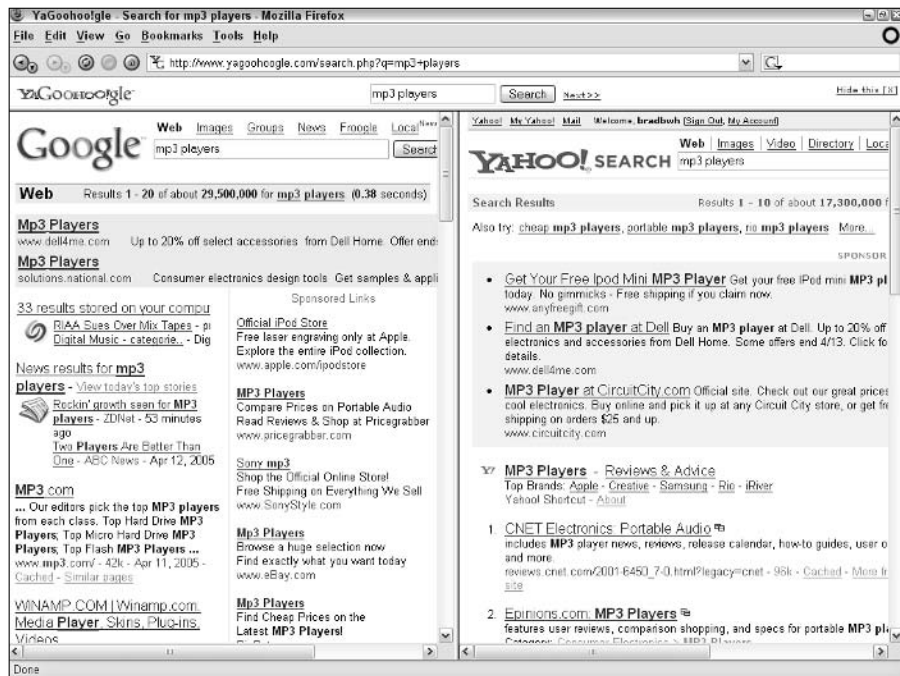 YaGoohoo!gle - Search for mp3 players - Mozilla Firefox
File Edit View Go Bookmarks Tools Help
http://www.yagoohoogle.com/search.php?q=mp3+players
YAGOOHOO!gle mp3 players Search Next>> Hide this [X]
Google
Web Images Groups News Froogle Local New
mp3 players Search
Web Results 1 - 20 of about 29,500,000 for mp3 players (0.38 seconds)
Mp3 Players
www.dell4me.com Up to 20% off select accessories from Dell Home. Offer ends
Mp3 Players
solutions.national.com Consumer electronics design tools Get samples & appli
33 results stored on your compu
RIAA Sues Over Mix Tapes - pi
Digital Music - categorie.. - Dig
News results for mp3
players - View today's top stories
Rockin' growth seen for MP3
players - ZDNet - 53 minutes
ago
Two Players Are Better Than
One - ABC News - Apr 12, 2005
MP3.com
... Our editors pick the top MP3 players
from each class. Top Hard Drive MP3
Players; Top Micro Hard Drive MP3
Players; Top Flash MP3 Players ...
www.mp3.com/ - 42k - Apr 11, 2005 -
Cached - Similar pages
WINAMP.COM | Winamp.com:
Media Player, Skins, Plug-ins,
Videos
Sponsored Links
Official iPod Store
Free laser engraving only at Apple.
Explore the entire iPod collection.
www.apple.com/ipodstore
MP3 Players
Compare Prices on Portable Audio
Read Reviews & Shop at Pricegrabber
www.pricegrabber.com
Sony mp3
Shop the Official Online Store!
Free Shipping on Everything We Sell
www.SonyStyle.com
Mp3 Players
Browse a huge selection now
Find exactly what you want today
www.eBay.com
Mp3 Players
Find Cheap Prices on the
Latest MP3 Players!
Yahoo! My Yahoo! Mail Welcome, bradbwh [Sign Out, My Account]
YAHOO! SEARCH
Web | Images | Video | Directory | Loca
mp3 players
Search Results Results 1 - 10 of about 17,300,000 f
Also try: cheap mp3 players, portable mp3 players, rio mp3 players More...
SPONSOR
• Get Your Free Ipod Mini MP3 Player Get your free IPod mini MP3 pl
today. No gimmicks - Free shipping if you claim now.
www.anyfreegift.com
• Find an MP3 player at Dell Buy an MP3 player at Dell. Up to 20% off
electronics and accessories from Dell Home. Some offers end 4/13. Click fo
details.
www.dell4me.com
• MP3 Player at CircuitCity.com Official site. Check out our great prices
cool electronics. Buy online and pick it up at any Circuit City store, or get fre
shipping on orders $25 and up.
www.circuitcity.com
Y! MP3 Players - Reviews & Advice
Top Brands: Apple - Creative - Samsung - Rio - iRiver
Yahoo! Shortcut - About
1. CNET Electronics: Portable Audio
includes MP3 player news, reviews, release calendar, how-to guides, user o
and more.
reviews.cnet.com/2001-6450_7-0.html?legacy=cnet - 96k - Cached - More fr
site
2. Epinions.com: MP3 Players
features user reviews, comparison shopping, and specs for portable MP3 pla
Category: Consumer Electronics > MP3 Players
Done